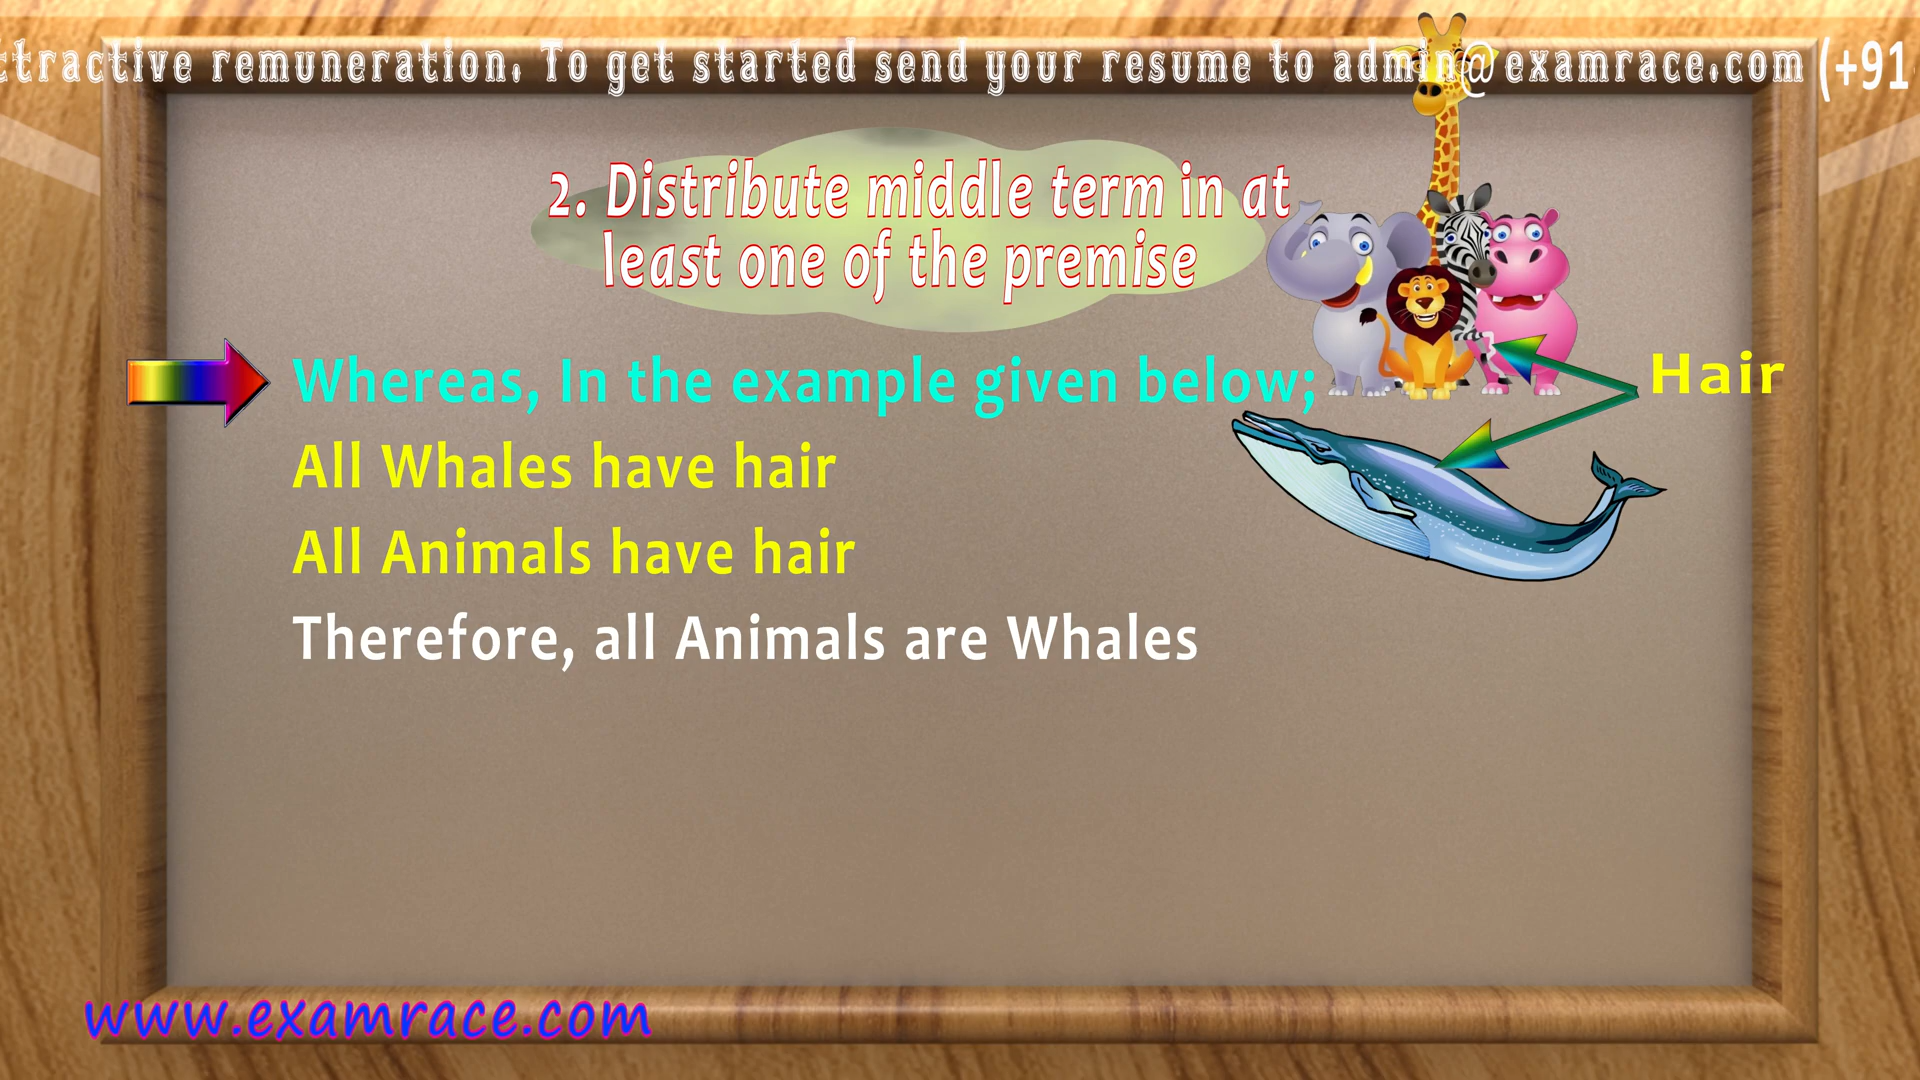 ttractive remuneration. To get started send your resume to admin@examrace.com (+91
2. Distribute middle term in at
least one of the premise
Whereas, In the example given below;
Hair
All Whales have hair
All Animals have hair
Therefore, all Animals are Whales
www.examrace.com